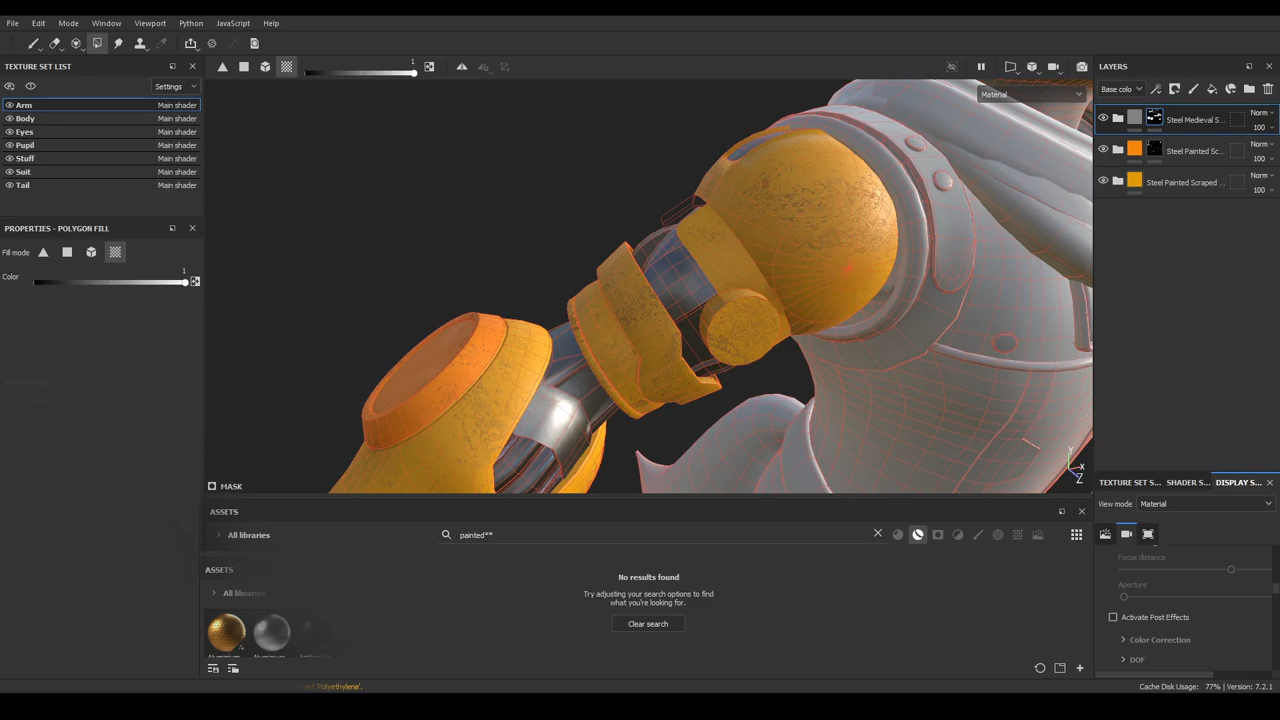 File Edit Mode Window Viewport Python JavaScript Help
TEXTURE SET LIST
Settings
Arm Main shader
Body Main shader
Eyes Main shader
Pupil Main shader
Stuff Main shader
Suit Main shader
Tail Main shader
PROPERTIES - POLYGON FILL
Fill mode
Color 1
1
Material
Y
X
Z
MASK
LAYERS
Base colo
Steel Medieval S... Norm
100
Steel Painted Sc... Norm
100
Steel Painted Scraped ... Norm
100
TEXTURE SET S... SHADER S... DISPLAY S...
View mode Material
Focus distance
Aperture
Activate Post Effects
Color Correction
DOF
ASSETS
All libraries
painted**
No results found
Try adjusting your search options to find
what you're looking for.
Clear search
ASSETS
All libraries
set 'Polyethylene'.
Cache Disk Usage: 77% | Version: 7.2.1